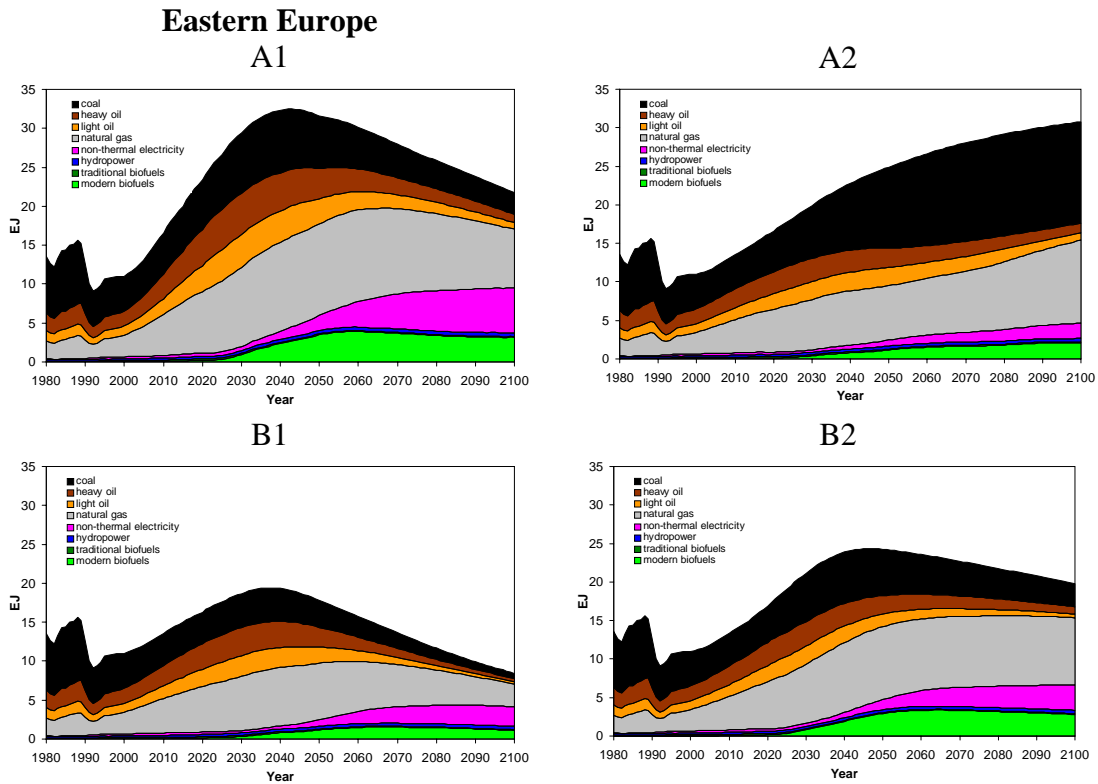 Eastern Europe
A1
35
30
25
20
15
10
5
0
EJ
coal
heavy oil
light oil
natural gas
non-thermal electricity
hydropower
traditional biofuels
modern biofuels
1980 1990 2000 2010 2020 2030 2040 2050 2060 2070 2080 2090 2100
Year
A2
35
30
25
20
15
10
5
0
EJ
coal
heavy oil
light oil
natural gas
non-thermal electricity
hydropower
traditional biofuels
modern biofuels
1980 1990 2000 2010 2020 2030 2040 2050 2060 2070 2080 2090 2100
Year
B1
35
30
25
20
15
10
5
0
EJ
coal
heavy oil
light oil
natural gas
non-thermal electricity
hydropower
traditional biofuels
modern biofuels
1980 1990 2000 2010 2020 2030 2040 2050 2060 2070 2080 2090 2100
Year
B2
35
30
25
20
15
10
5
0
EJ
coal
heavy oil
light oil
natural gas
non-thermal electricity
hydropower
traditional biofuels
modern biofuels
1980 1990 2000 2010 2020 2030 2040 2050 2060 2070 2080 2090 2100
Year